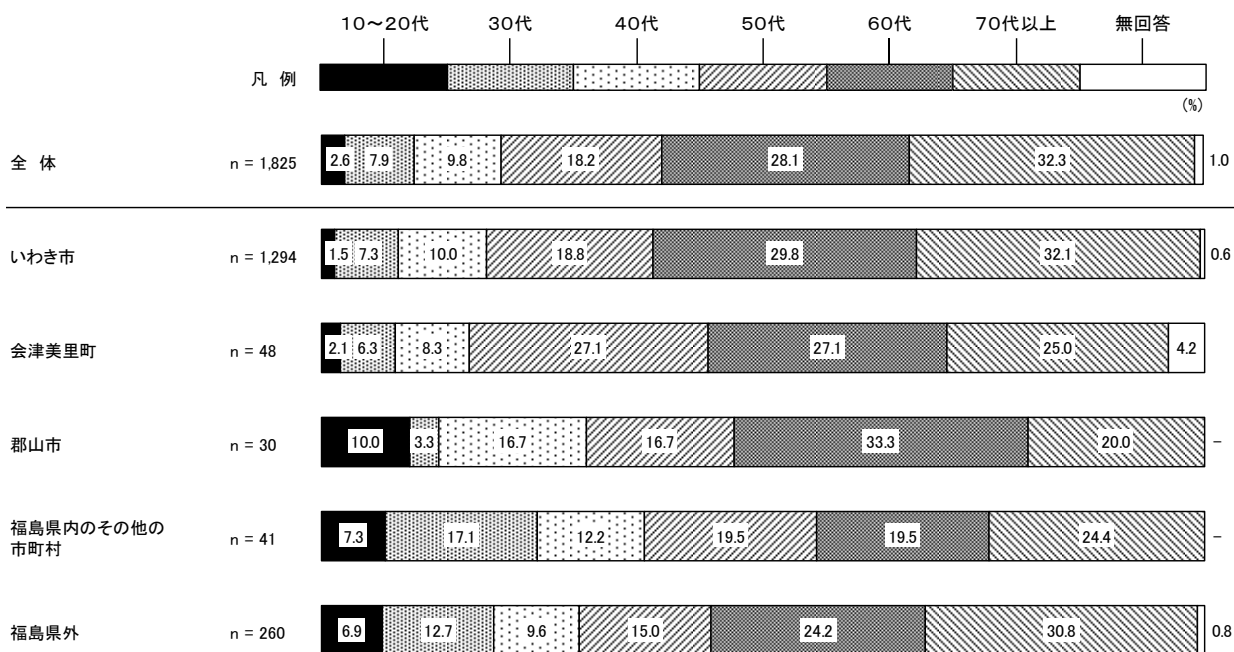 10～20代 30代 40代 50代 60代 70代以上 無回答
凡 例
(%)
全 体 n = 1,825 2.6 7.9 9.8 18.2 28.1 32.3 1.0
いわき市 n = 1,294 1.5 7.3 10.0 18.8 29.8 32.1 0.6
会津美里町 n = 48 2.1 6.3 8.3 27.1 27.1 25.0 4.2
郡山市 n = 30 10.0 3.3 16.7 16.7 33.3 20.0 -
福島県内のその他の
市町村 n = 41 7.3 17.1 12.2 19.5 19.5 24.4 -
福島県外 n = 260 6.9 12.7 9.6 15.0 24.2 30.8 0.8